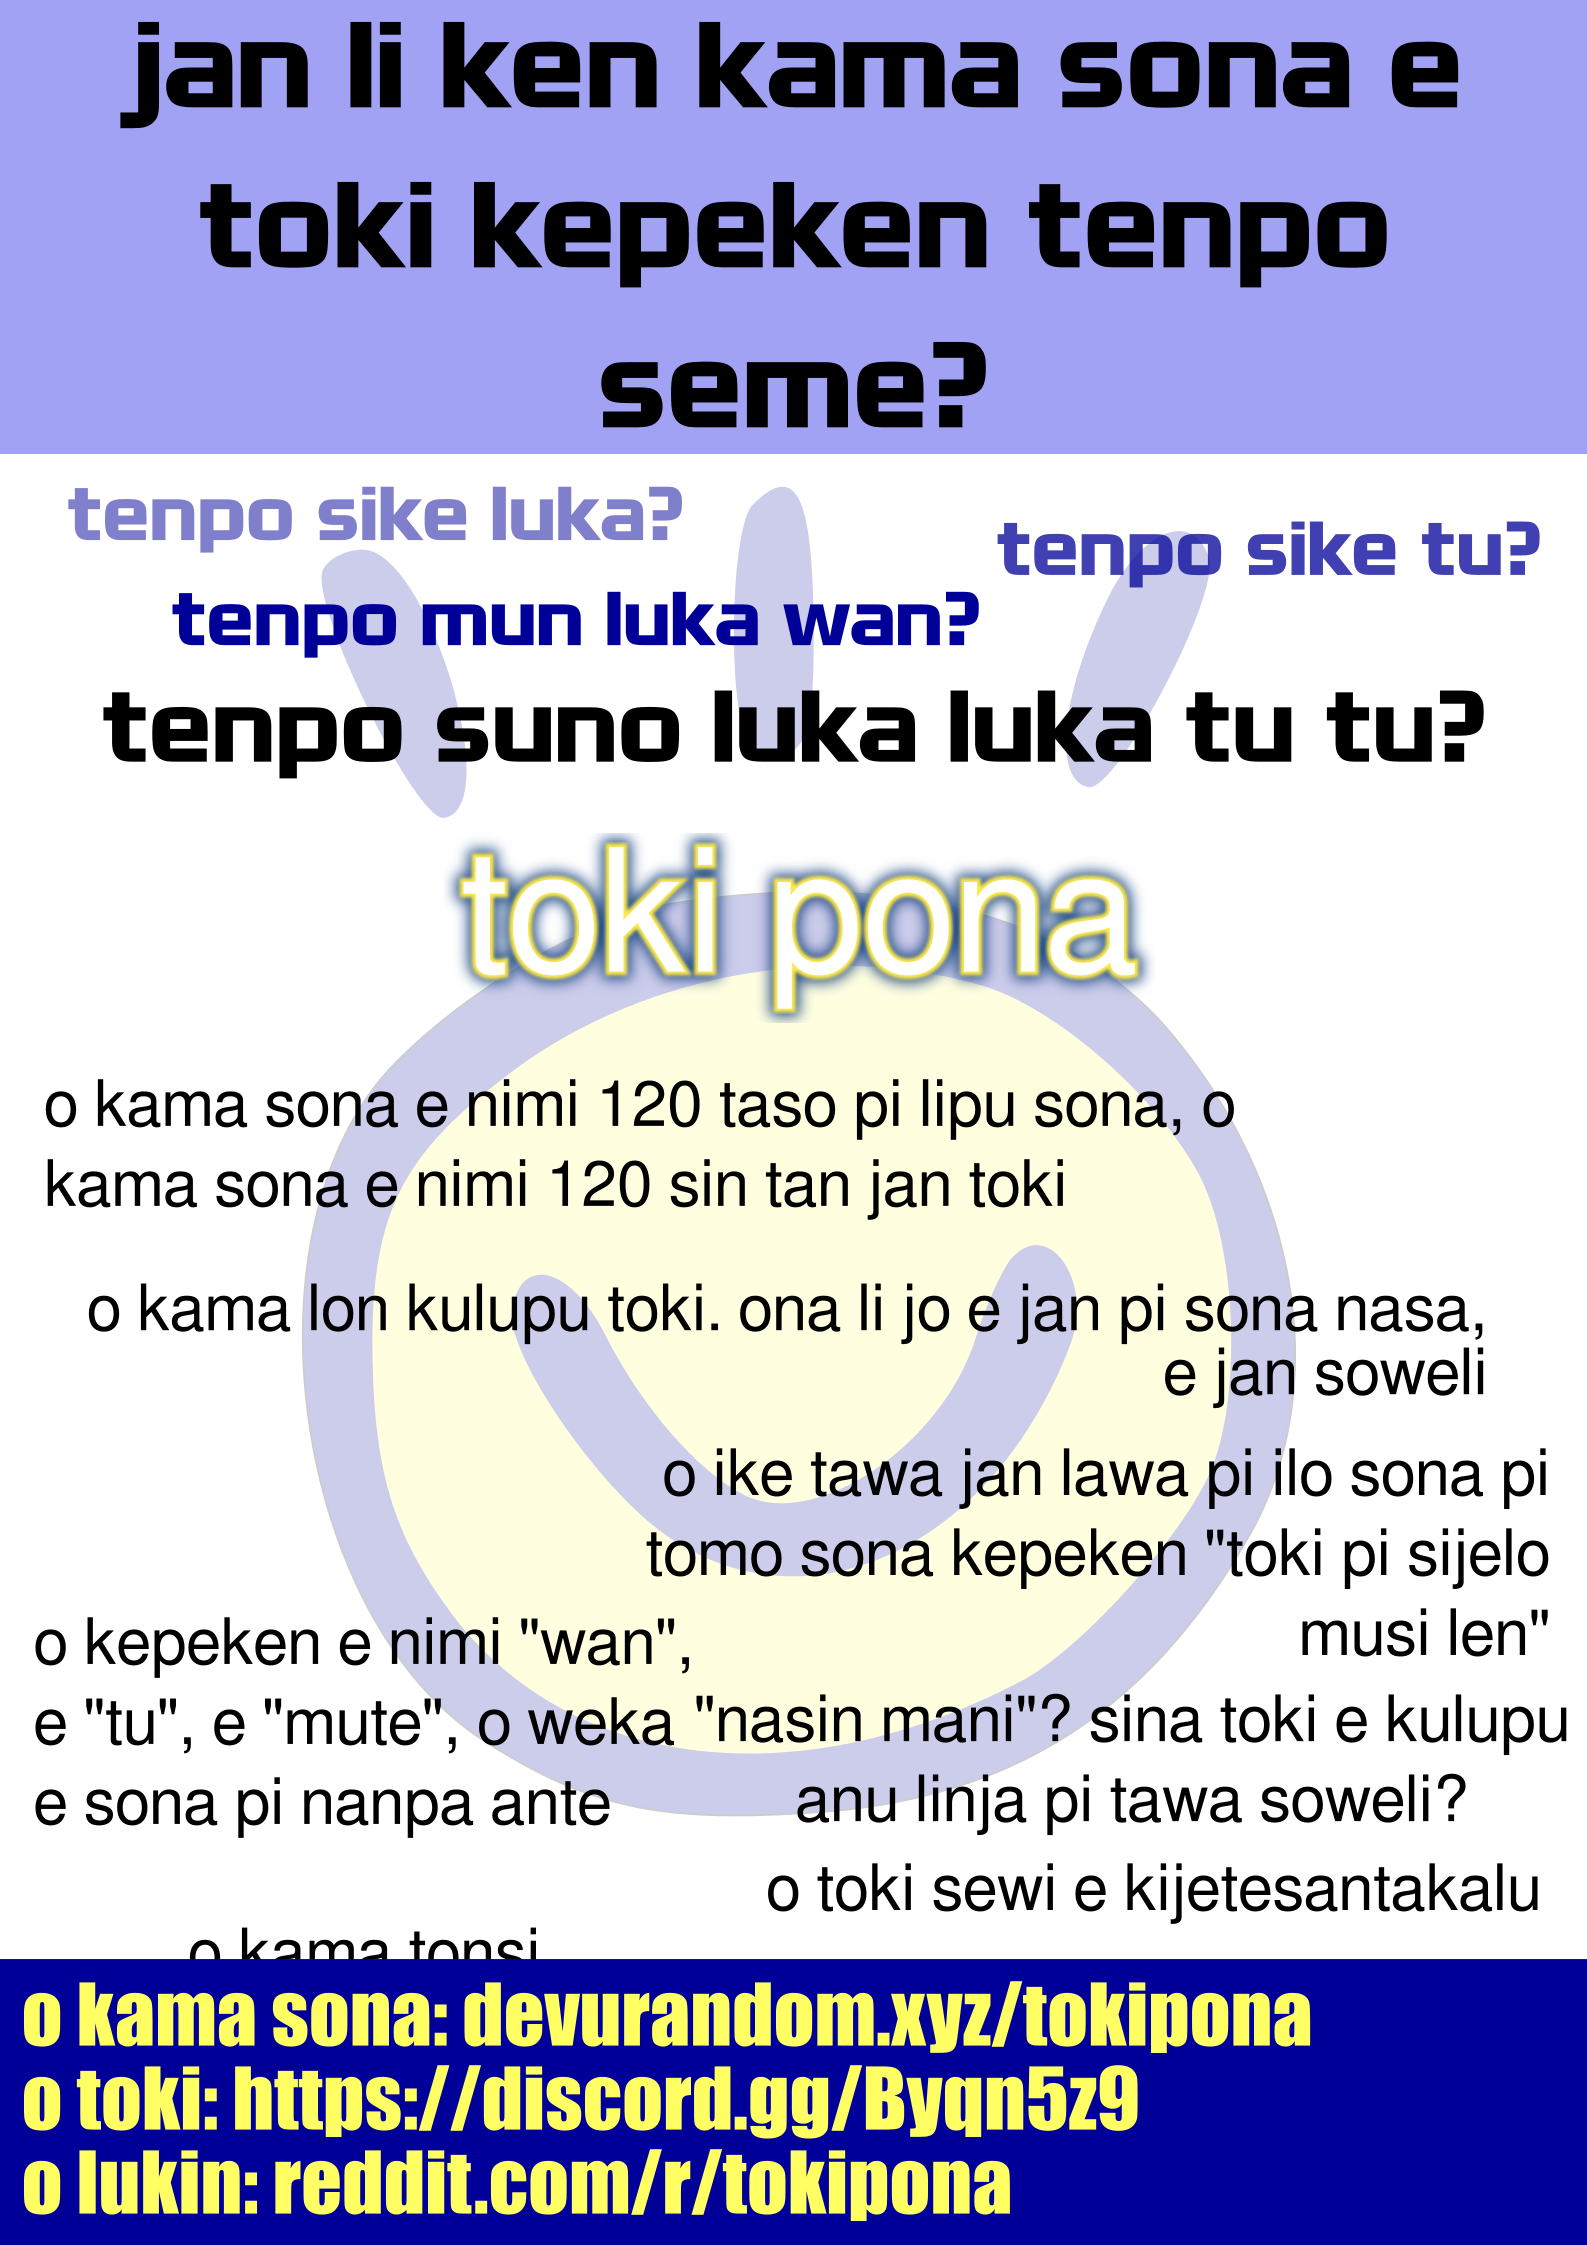 jan li ken kama sona e
toki kepeken tenpo
seme?
tenpo sike luka?
tenpo sike tu?
tenpo mun luka wan?
tenpo suno luka luka tu tu?
toki pona
o kama sona e nimi 120 taso pi lipu sona, o
kama sona e nimi 120 sin tan jan toki
o kama lon kulupu toki. ona li jo e jan pi sona nasa,
e jan soweli
o ike tawa jan lawa pi ilo sona pi
tomo sona kepeken "toki pi sijelo
musi len"
o kepeken e nimi "wan",
e "tu", e "mute", o weka
e sona pi nanpa ante
"nasin mani"? sina toki e kulupu
anu linja pi tawa soweli?
o toki sewi e kijetesantakalu
o kama tonsi
o kama sona: devurandom.xyz/tokipona
o toki: https://discord.gg/Byqn5z9
o lukin: reddit.com/r/tokipona